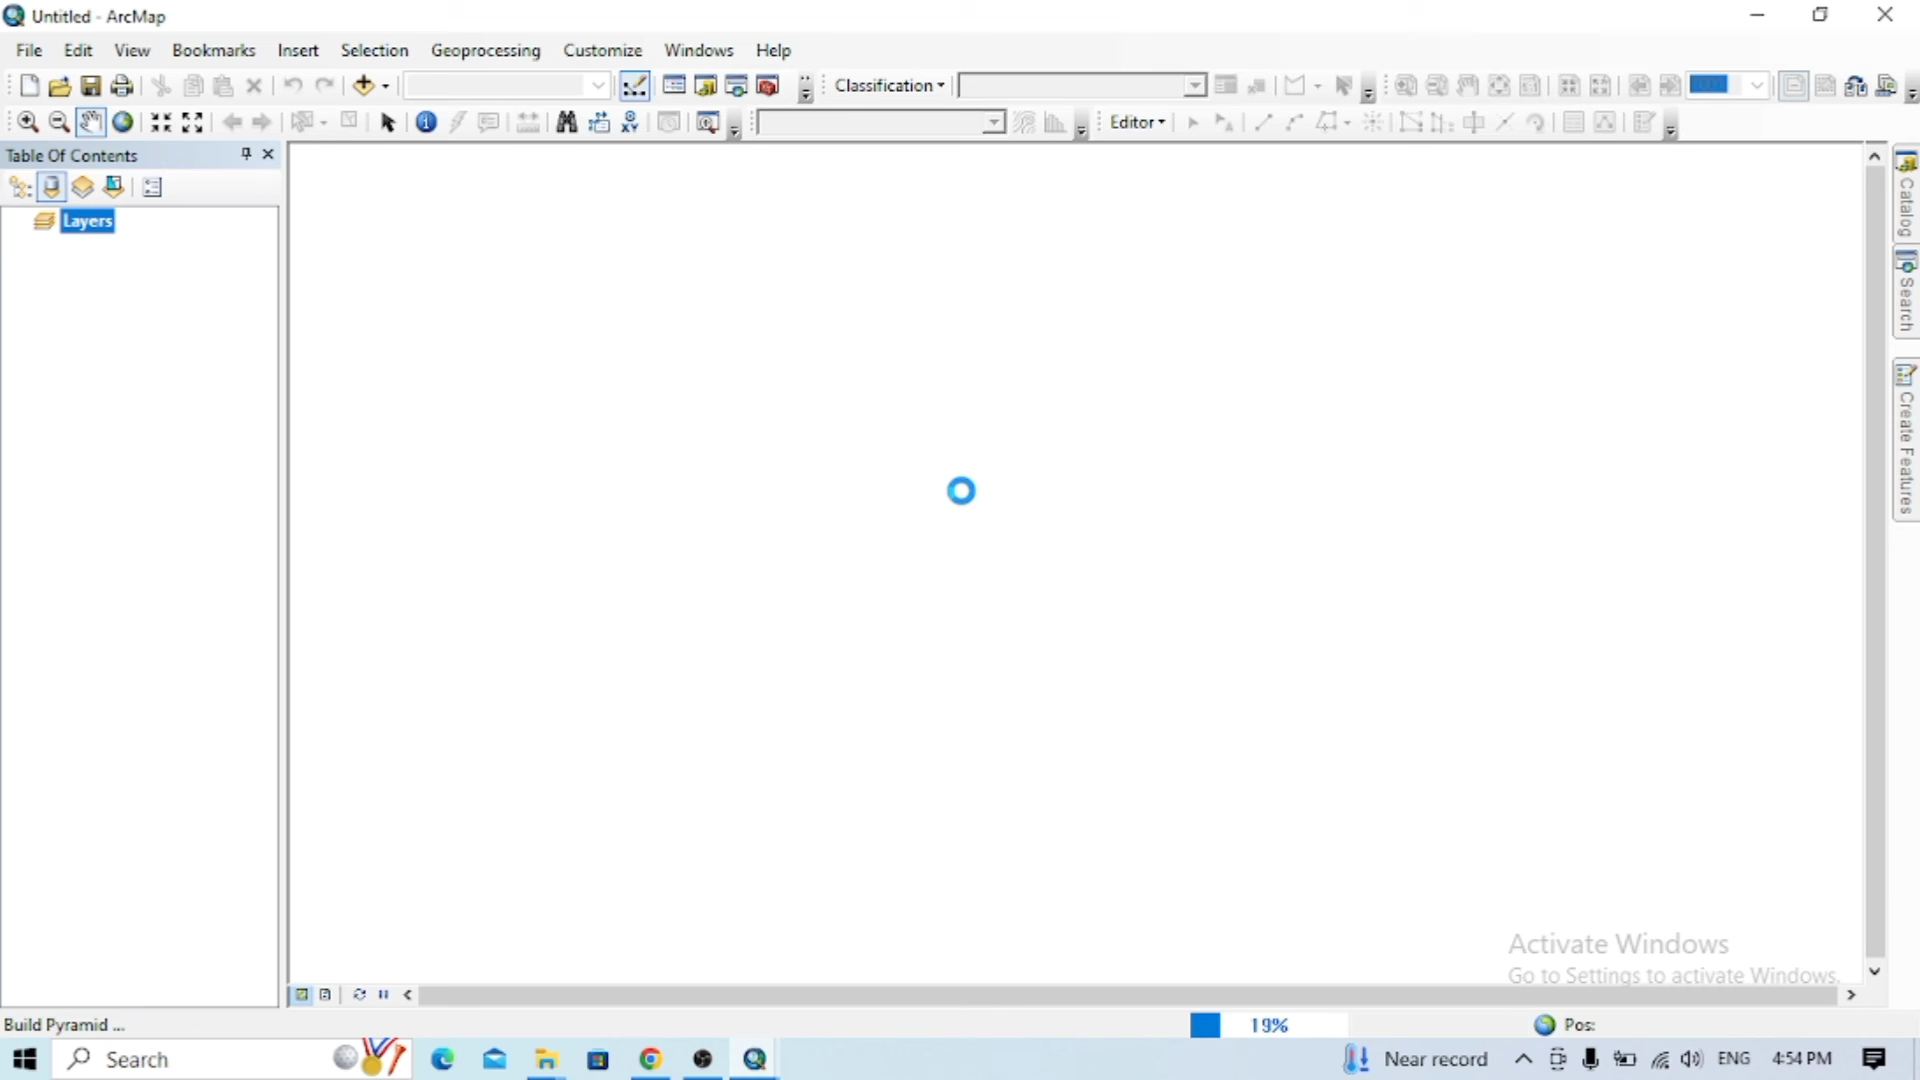 Untitled - ArcMap
File Edit View Bookmarks Insert Selection Geoprocessing Customize Windows Help
Classification
Editor
Table Of Contents
Layers
Catalog
Search
Create Features
Activate Windows
Go to Settings to activate Windows.
Build Pyramid ...
19%
Pos:
Search
Near record
ENG
4:54 PM